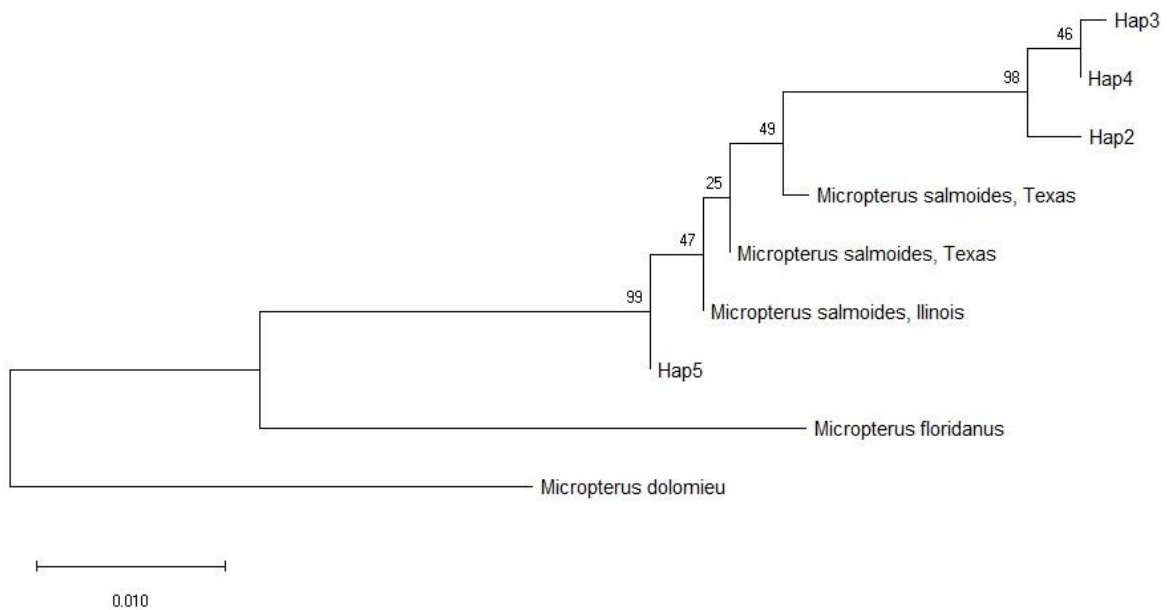 Hap3
46
Hap4
98
Hap2
49
Micropterus salmoides, Texas
25
Micropterus salmoides, Texas
47
Micropterus salmoides, Ilinois
99
Hap5
Micropterus floridanus
Micropterus dolomieu
0.010